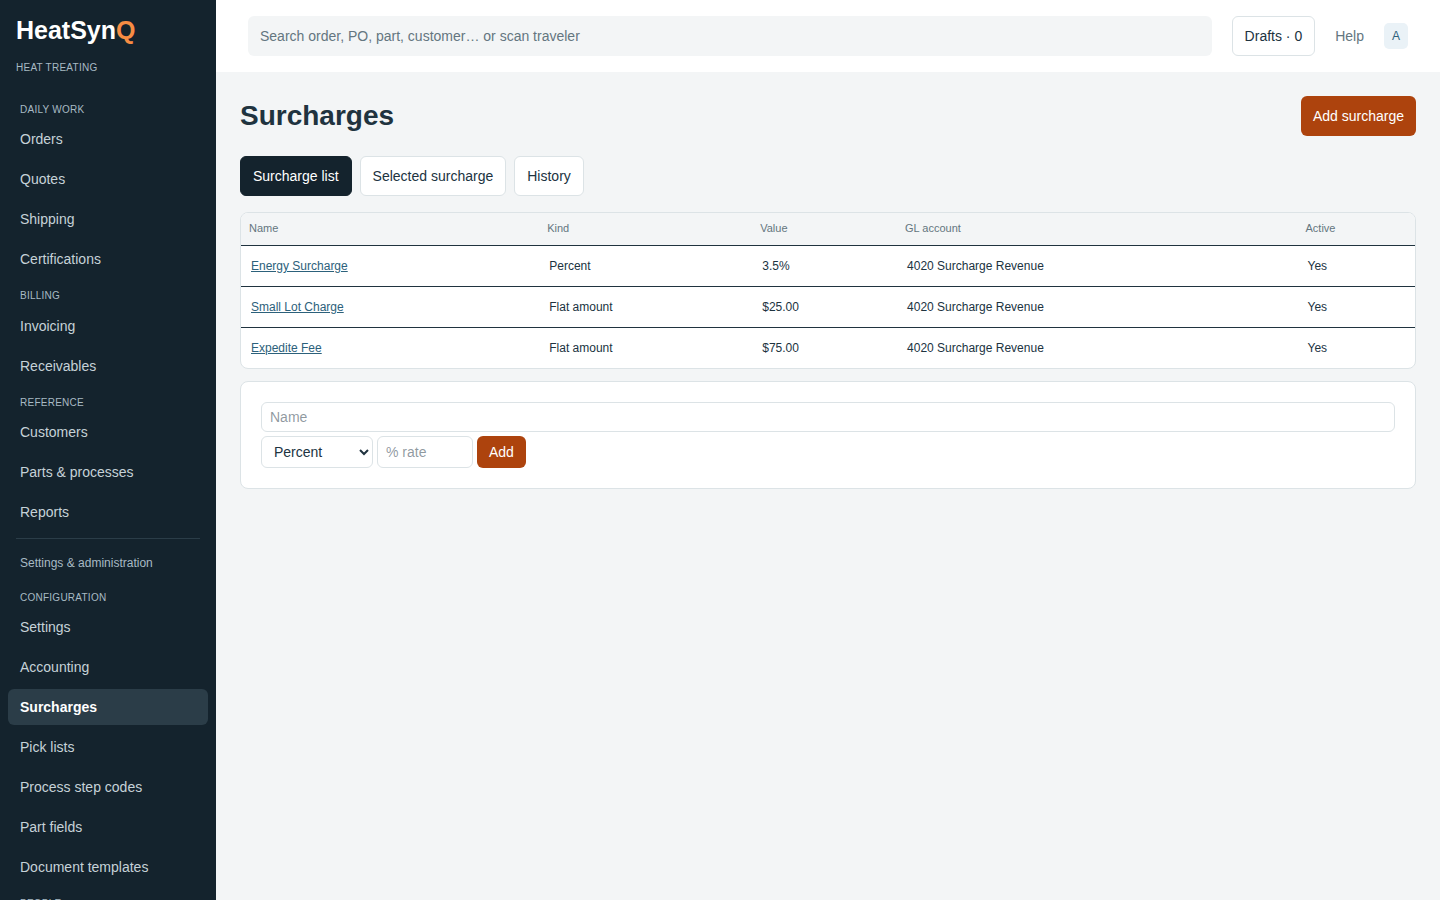 HeatSynQ
HEAT TREATING
DAILY WORK
Orders
Quotes
Shipping
Certifications
BILLING
Invoicing
Receivables
REFERENCE
Customers
Parts & processes
Reports
Settings & administration
CONFIGURATION
Settings
Accounting
Surcharges
Pick lists
Process step codes
Part fields
Document templates
Search order, PO, part, customer… or scan traveler
Drafts · 0
Help
A
Surcharges
Add surcharge
Surcharge list
Selected surcharge
History
Name Kind Value GL account Active
Energy Surcharge Percent 3.5% 4020 Surcharge Revenue Yes
Small Lot Charge Flat amount $25.00 4020 Surcharge Revenue Yes
Expedite Fee Flat amount $75.00 4020 Surcharge Revenue Yes
Name
Percent % rate Add